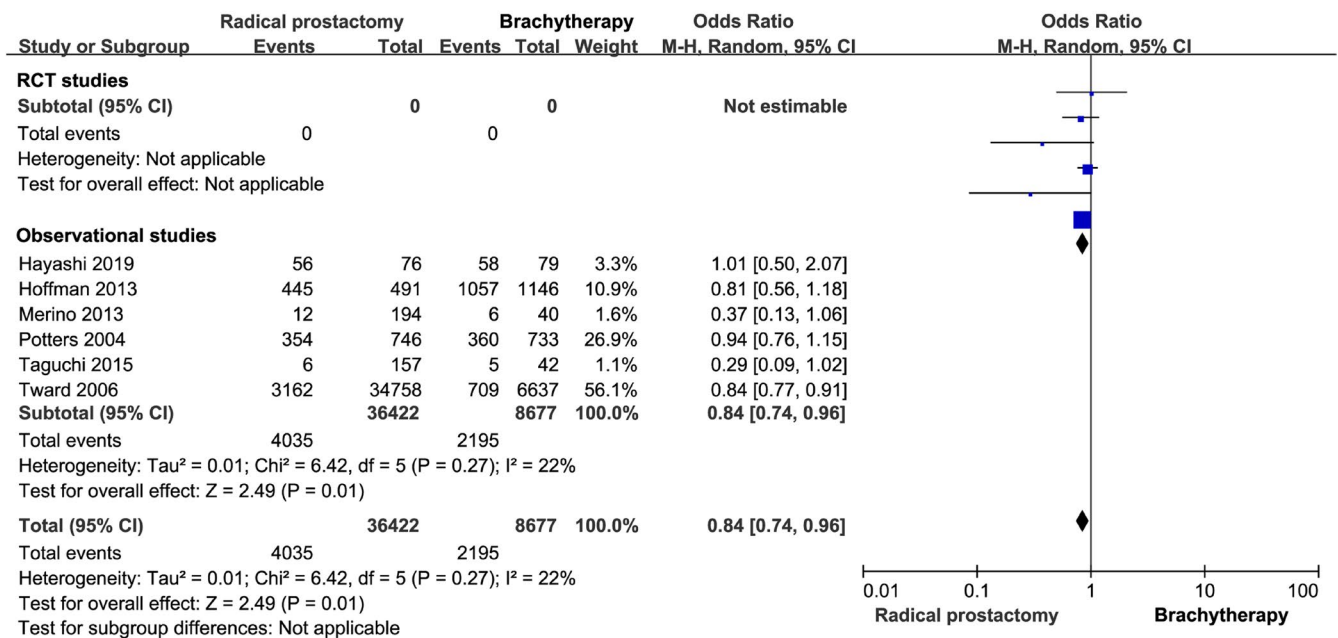 Radical prostactomy Brachytherapy Odds Ratio Odds Ratio
Study or Subgroup Events Total Events Total Weight M-H, Random, 95% CI M-H, Random, 95% CI
RCT studies
Subtotal (95% CI) 0 0 Not estimable
Total events 0 0
Heterogeneity: Not applicable
Test for overall effect: Not applicable
Observational studies
Hayashi 2019 56 76 58 79 3.3% 1.01 [0.50, 2.07]
Hoffman 2013 445 491 1057 1146 10.9% 0.81 [0.56, 1.18]
Merino 2013 12 194 6 40 1.6% 0.37 [0.13, 1.06]
Potters 2004 354 746 360 733 26.9% 0.94 [0.76, 1.15]
Taguchi 2015 6 157 5 42 1.1% 0.29 [0.09, 1.02]
Tward 2006 3162 34758 709 6637 56.1% 0.84 [0.77, 0.91]
Subtotal (95% CI) 36422 8677 100.0% 0.84 [0.74, 0.96]
Total events 4035 2195
Heterogeneity: Tau² = 0.01; Chi² = 6.42, df = 5 (P = 0.27); I² = 22%
Test for overall effect: Z = 2.49 (P = 0.01)
Total (95% CI) 36422 8677 100.0% 0.84 [0.74, 0.96]
Total events 4035 2195
Heterogeneity: Tau² = 0.01; Chi² = 6.42, df = 5 (P = 0.27); I² = 22%
Test for overall effect: Z = 2.49 (P = 0.01)
Test for subgroup differences: Not applicable
0.01 0.1 1 10 100
Radical prostactomy Brachytherapy